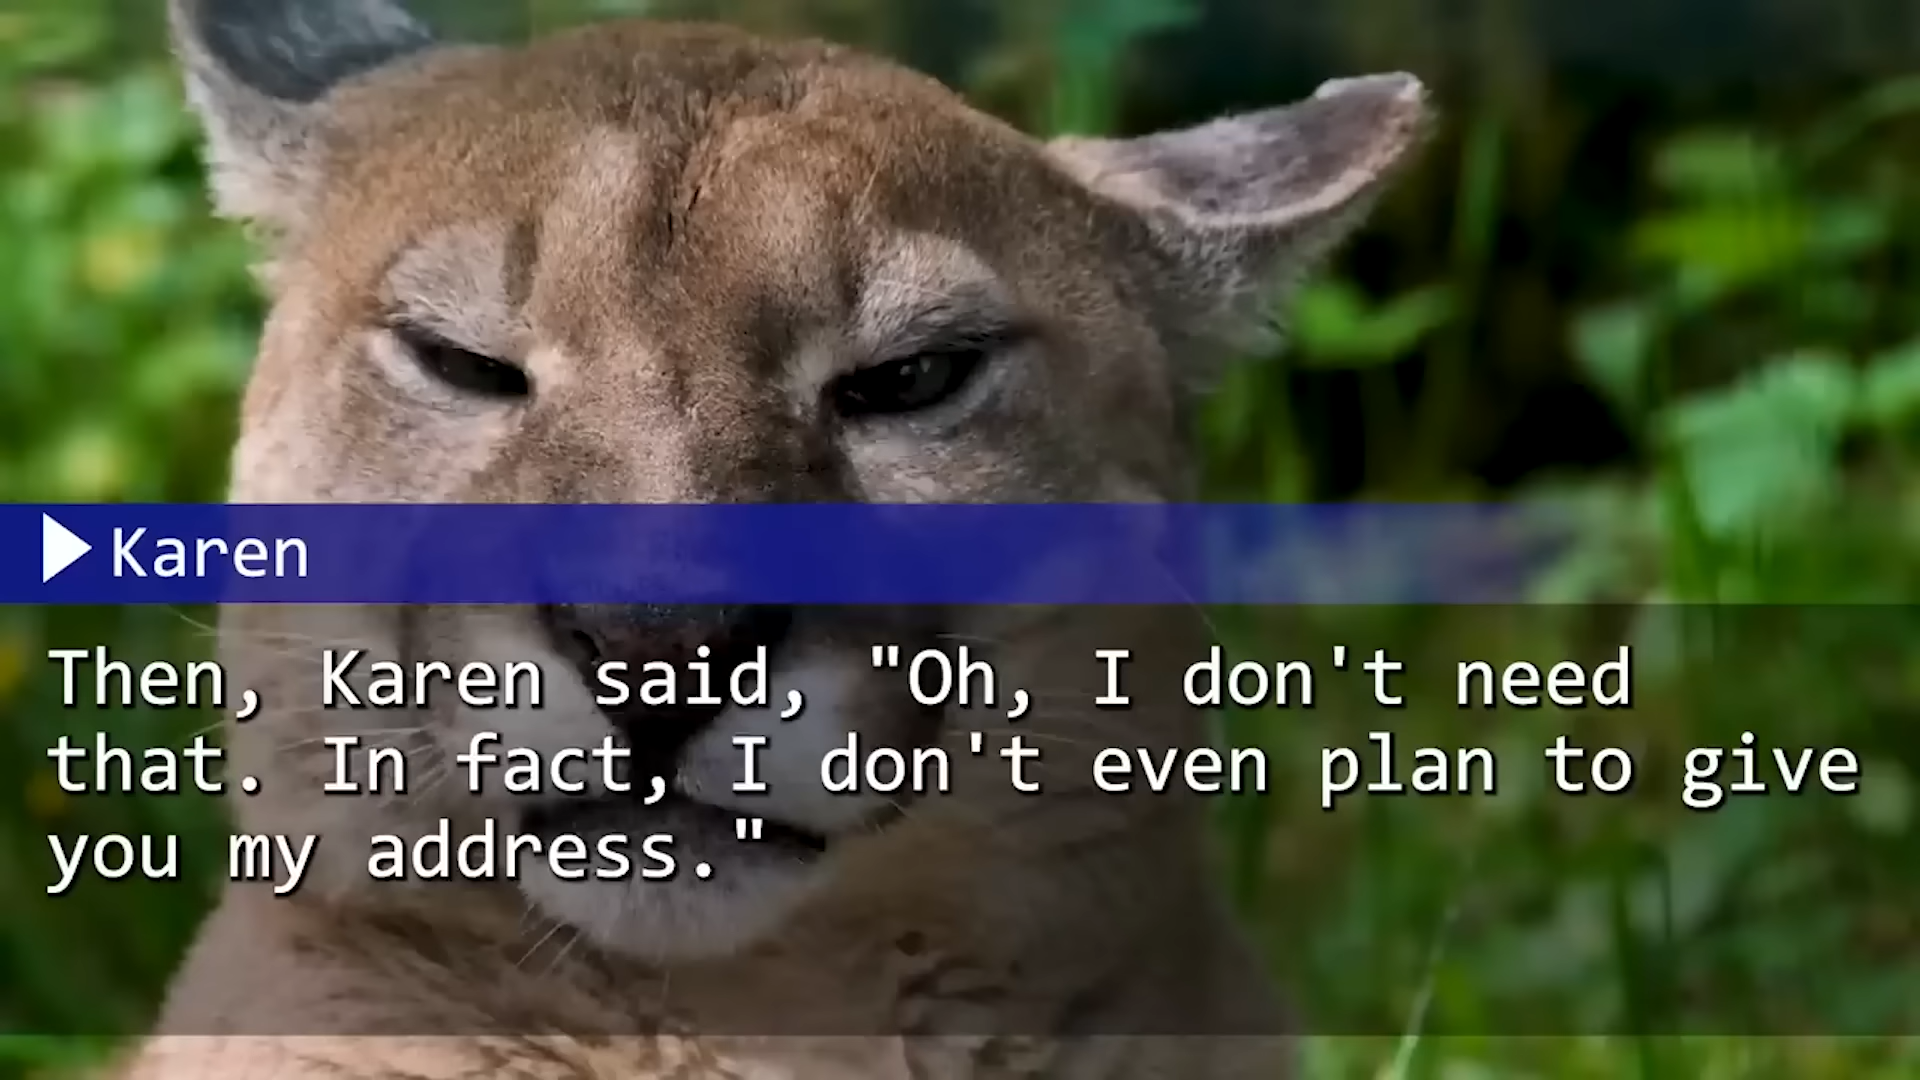 Karen
Then, Karen said, "Oh, I don't need
that. In fact, I don't even plan to give
you my address."